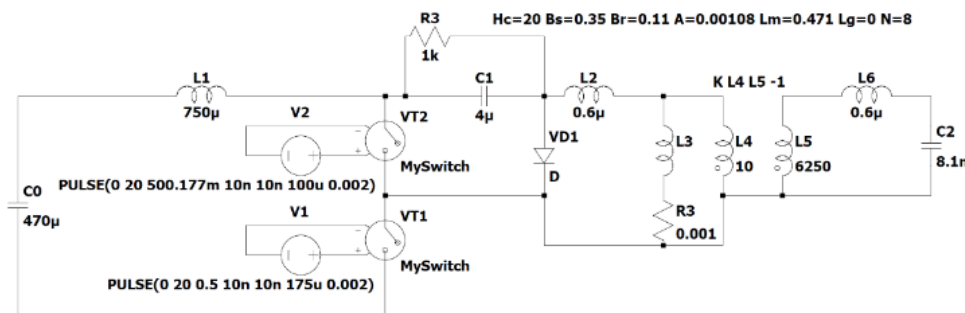 R3
Hc=20 Bs=0.35 Br=0.11 A=0.00108 Lm=0.471 Lg=0 N=8
1k
L1
C1
L2
K L4 L5 -1
L6
750µ
4µ
0.6µ
0.6µ
V2
VT2
VD1
L3
L4
L5
C2
MySwitch
D
10
6250
8.1n
PULSE(0 20 500.177m 10n 10n 100u 0.002)
C0
V1
VT1
R3
470µ
0.001
MySwitch
PULSE(0 20 0.5 10n 10n 175u 0.002)